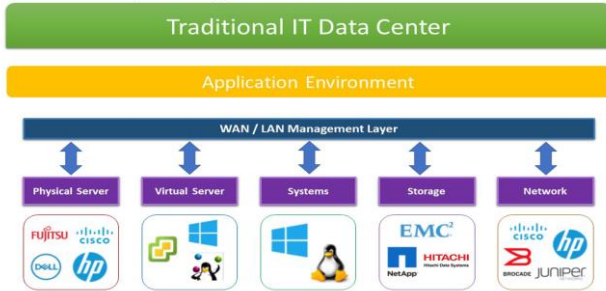 Traditional IT Data Center
Application Environment
WAN / LAN Management Layer
Physical Server
Virtual Server
Systems
Storage
Network
FUJITSU
CISCO
DELL
hp
EMC²
NetApp
HITACHI
Hitachi Data Systems
CISCO
hp
BROCADE
JUNIPER